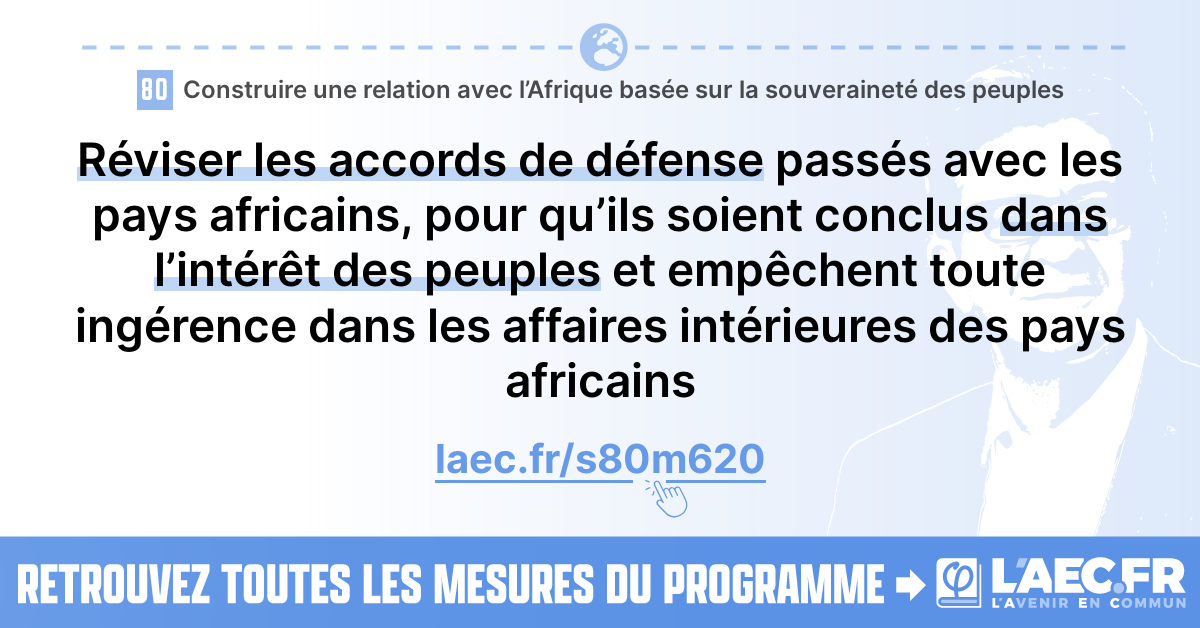 80 Construire une relation avec l’Afrique basée sur la souveraineté des peuples
Réviser les accords de défense passés avec les
pays africains, pour qu’ils soient conclus dans
l’intérêt des peuples et empêchent toute
ingérence dans les affaires intérieures des pays
africains
laec.fr/s80m620
RETROUVEZ TOUTES LES MESURES DU PROGRAMME
φ L'AEC.FR
L'AVENIR EN COMMUN